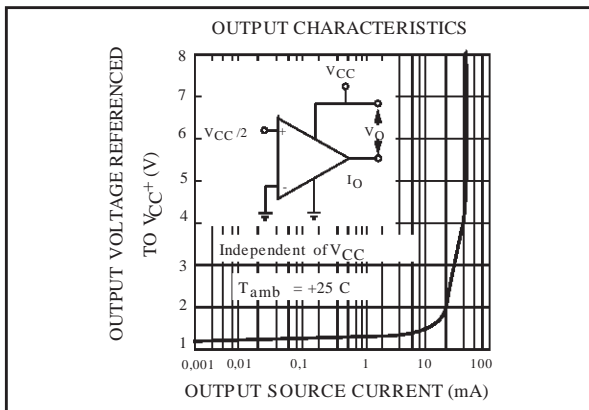 OUTPUT CHARACTERISTICS
OUTPUT VOLTAGE REFERENCED
TO VCC+ (V)
8
7
6
5
4
3
2
1
VCC
VCC /2
+
-
VO
IO
Independent of VCC
Tamb = +25 C
0,001 0,01 0,1 1 10 100
OUTPUT SOURCE CURRENT (mA)